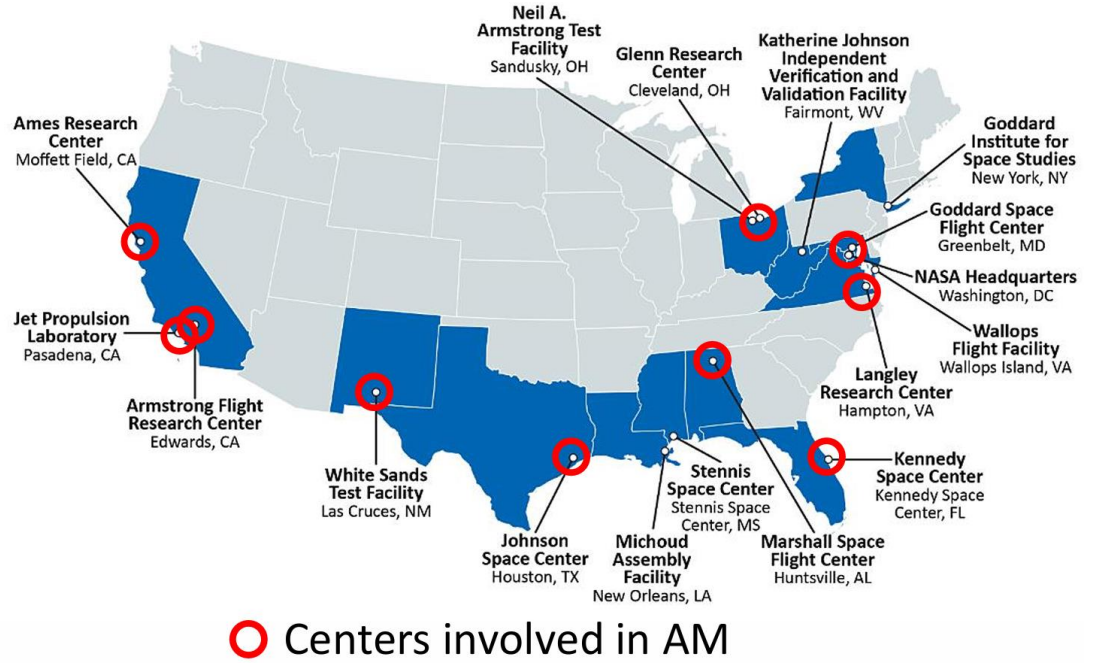 Neil A.
Armstrong Test
Facility
Sandusky, OH
Glenn Research
Center
Cleveland, OH
Katherine Johnson
Independent
Verification and
Validation Facility
Fairmont, WV
Ames Research
Center
Moffett Field, CA
Goddard
Institute for
Space Studies
New York, NY
Goddard Space
Flight Center
Greenbelt, MD
NASA Headquarters
Washington, DC
Jet Propulsion
Laboratory
Pasadena, CA
Wallops
Flight Facility
Wallops Island, VA
Armstrong Flight
Research Center
Edwards, CA
Langley
Research Center
Hampton, VA
White Sands
Test Facility
Las Cruces, NM
Kennedy
Space Center
Kennedy Space
Center, FL
Stennis
Space Center
Stennis Space
Center, MS
Johnson
Space Center
Houston, TX
Michoud
Assembly
Facility
New Orleans, LA
Marshall Space
Flight Center
Huntsville, AL
Centers involved in AM